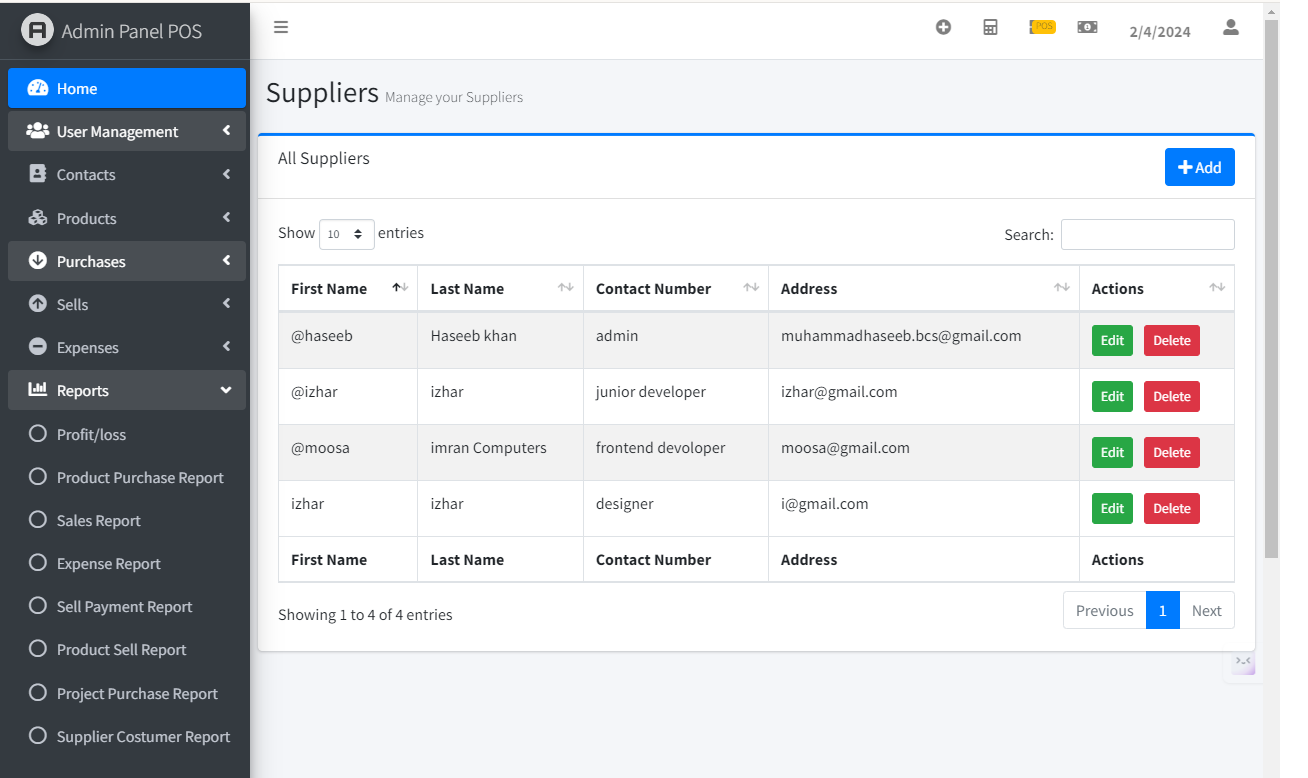 Admin Panel POS
POS
2/4/2024
Home
User Management
Contacts
Products
Purchases
Sells
Expenses
Reports
Profit/loss
Product Purchase Report
Sales Report
Expense Report
Sell Payment Report
Product Sell Report
Project Purchase Report
Supplier Costumer Report
Suppliers Manage your Suppliers
All Suppliers
Add
Show 10 entries
Search:
First Name Last Name Contact Number Address Actions
@haseeb Haseeb khan admin muhammadhaseeb.bcs@gmail.com Edit Delete
@izhar izhar junior developer izhar@gmail.com Edit Delete
@moosa imran Computers frontend devoloper moosa@gmail.com Edit Delete
izhar izhar designer i@gmail.com Edit Delete
First Name Last Name Contact Number Address Actions
Showing 1 to 4 of 4 entries
Previous 1 Next